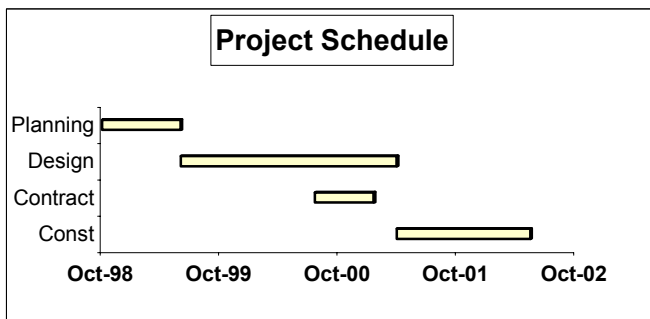 Project Schedule
Planning
Design
Contract
Const
Oct-98 Oct-99 Oct-00 Oct-01 Oct-02